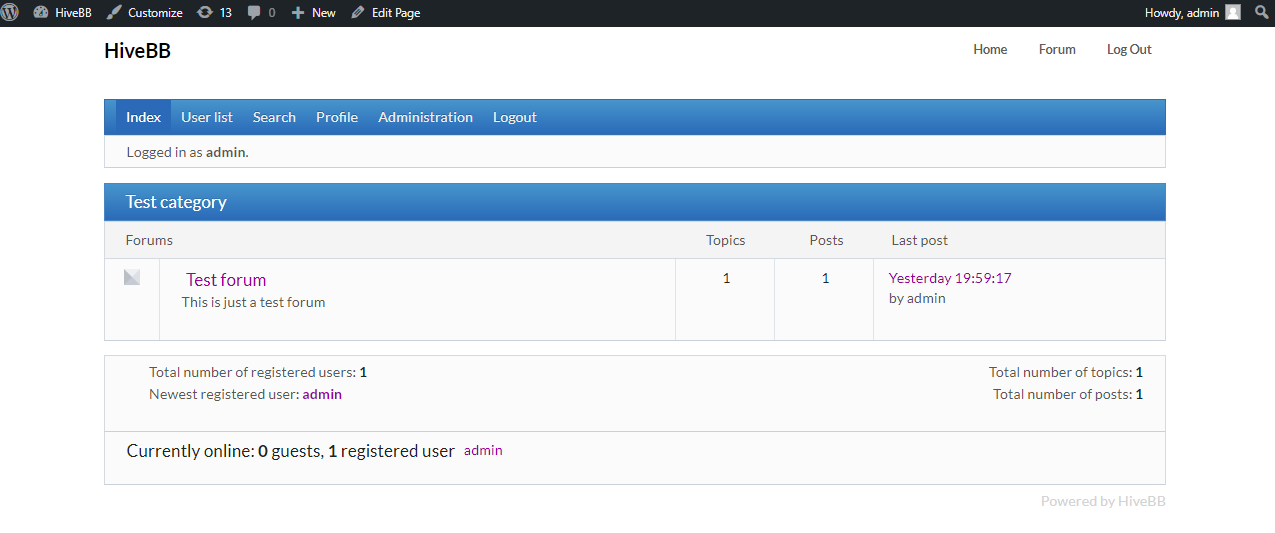 HiveBB Customize 13 0 New Edit Page Howdy, admin
HiveBB Home Forum Log Out
Index User list Search Profile Administration Logout
Logged in as admin.
Test category
Forums Topics Posts Last post
Test forum 1 1 Yesterday 19:59:17
This is just a test forum by admin
Total number of registered users: 1 Total number of topics: 1
Newest registered user: admin Total number of posts: 1
Currently online: 0 guests, 1 registered user admin
Powered by HiveBB